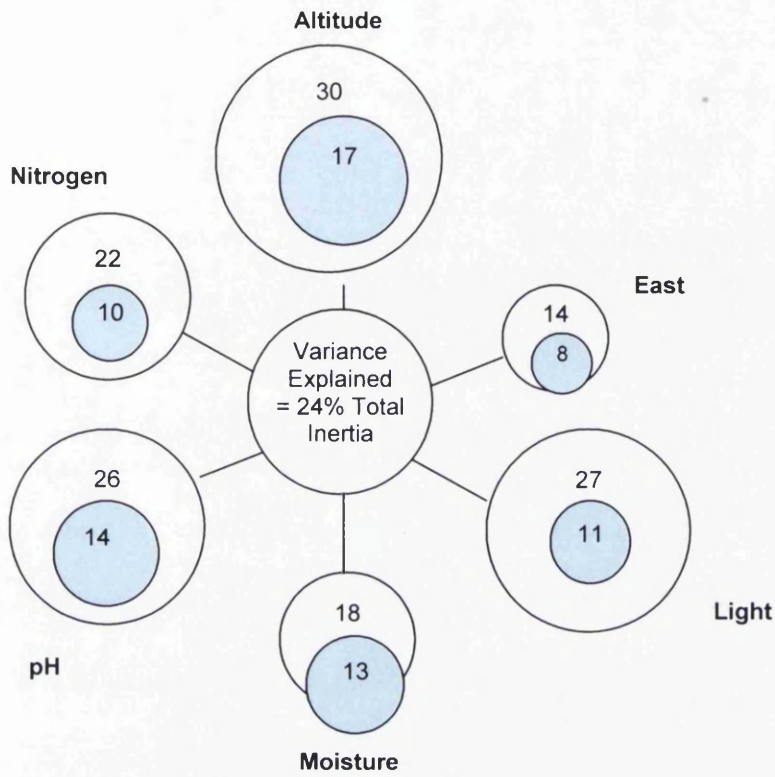 Altitude
30
17
Nitrogen
22
10
East
14
8
Variance
Explained
= 24% Total
Inertia
26
14
pH
27
11
Light
18
13
Moisture